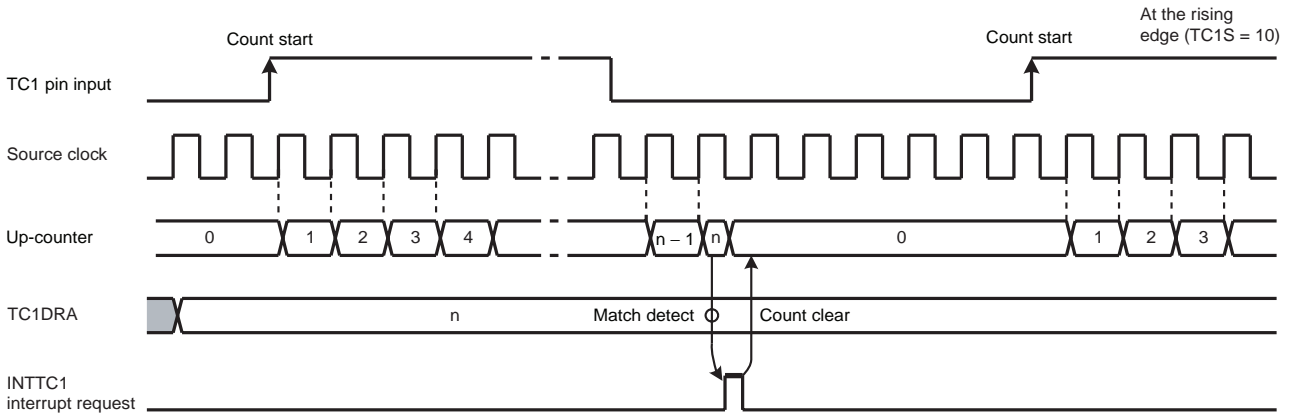 At the rising
edge (TC1S = 10)
Count start
Count start
TC1 pin input
Source clock
Up-counter
0 1 2 3 4 n – 1 n 0 1 2 3
TC1DRA
n
Match detect
Count clear
INTTC1
interrupt request